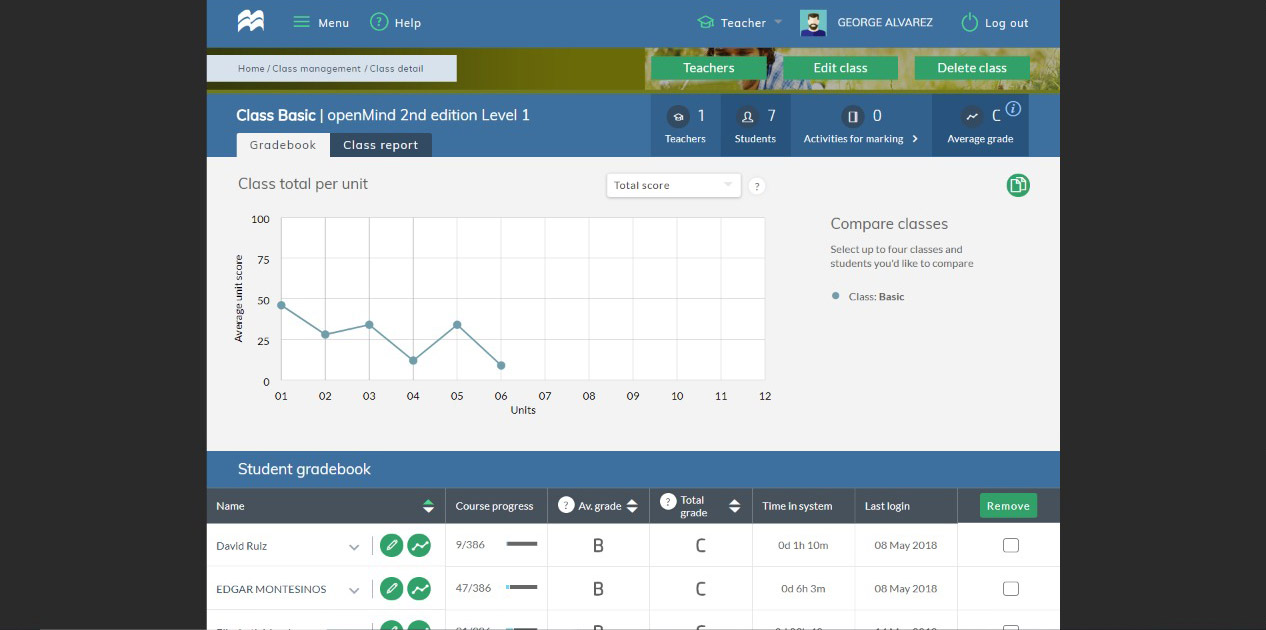 Menu
? Help
Teacher
GEORGE ALVAREZ
Log out
Home / Class management / Class detail
Teachers
Edit class
Delete class
Class Basic | openMind 2nd edition Level 1
1
Teachers
7
Students
0
Activities for marking
C
i
Average grade
Gradebook
Class report
Class total per unit
Total score
?
100
75
50
25
0
Average unit score
01 02 03 04 05 06 07 08 09 10 11 12
Units
Compare classes
Select up to four classes and
students you'd like to compare
Class: Basic
Student gradebook
Name
Course progress
? Av. grade
? Total
grade
Time in system
Last login
Remove
David Ruiz 9/386 B C 0d 1h 10m 08 May 2018
EDGAR MONTESINOS 47/386 B C 0d 6h 3m 08 May 2018